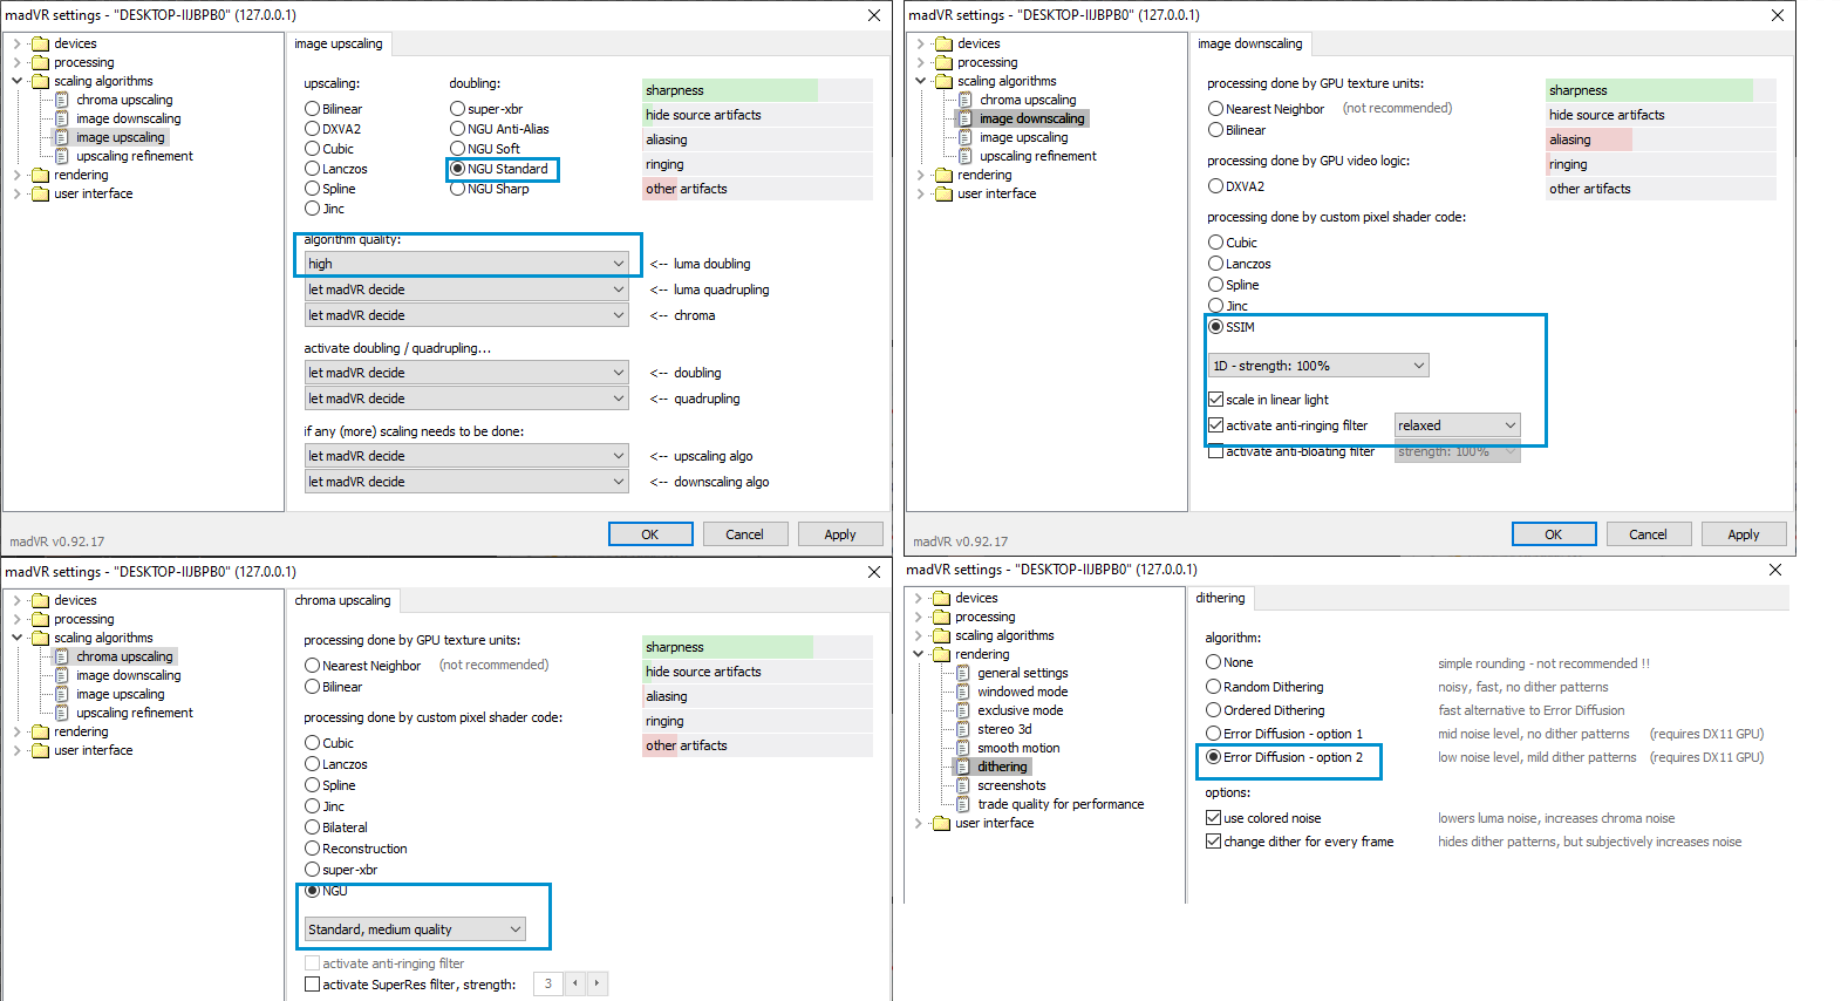 madVR settings - "DESKTOP-IIJBPB0" (127.0.0.1)
devices
processing
scaling algorithms
chroma upscaling
image downscaling
image upscaling
upscaling refinement
rendering
user interface
image upscaling
upscaling:
Bilinear
DXVA2
Cubic
Lanczos
Spline
Jinc
doubling:
super-xbr
NGU Anti-Alias
NGU Soft
NGU Standard
NGU Sharp
sharpness
hide source artifacts
aliasing
ringing
other artifacts
algorithm quality:
high <-- luma doubling
let madVR decide <-- luma quadrupling
let madVR decide <-- chroma
activate doubling / quadrupling...
let madVR decide <-- doubling
let madVR decide <-- quadrupling
if any (more) scaling needs to be done:
let madVR decide <-- upscaling algo
let madVR decide <-- downscaling algo
madVR v0.92.17
OK Cancel Apply
madVR settings - "DESKTOP-IIJBPB0" (127.0.0.1)
devices
processing
scaling algorithms
chroma upscaling
image downscaling
image upscaling
upscaling refinement
rendering
user interface
image downscaling
processing done by GPU texture units:
Nearest Neighbor (not recommended)
Bilinear
processing done by GPU video logic:
DXVA2
processing done by custom pixel shader code:
Cubic
Lanczos
Spline
Jinc
SSIM
1D - strength: 100%
scale in linear light
activate anti-ringing filter relaxed
activate anti-bloating filter strength: 100%
sharpness
hide source artifacts
aliasing
ringing
other artifacts
madVR v0.92.17
OK Cancel Apply
madVR settings - "DESKTOP-IIJBPB0" (127.0.0.1)
devices
processing
scaling algorithms
chroma upscaling
image downscaling
image upscaling
upscaling refinement
rendering
user interface
chroma upscaling
processing done by GPU texture units:
Nearest Neighbor (not recommended)
Bilinear
processing done by custom pixel shader code:
Cubic
Lanczos
Spline
Jinc
Bilateral
Reconstruction
super-xbr
NGU
Standard, medium quality
activate anti-ringing filter
activate SuperRes filter, strength: 3
sharpness
hide source artifacts
aliasing
ringing
other artifacts
madVR settings - "DESKTOP-IIJBPB0" (127.0.0.1)
devices
processing
scaling algorithms
rendering
general settings
windowed mode
exclusive mode
stereo 3d
smooth motion
dithering
screenshots
trade quality for performance
user interface
dithering
algorithm:
None simple rounding - not recommended !!
Random Dithering noisy, fast, no dither patterns
Ordered Dithering fast alternative to Error Diffusion
Error Diffusion - option 1 mid noise level, no dither patterns (requires DX11 GPU)
Error Diffusion - option 2 low noise level, mild dither patterns (requires DX11 GPU)
options:
use colored noise lowers luma noise, increases chroma noise
change dither for every frame hides dither patterns, but subjectively increases noise